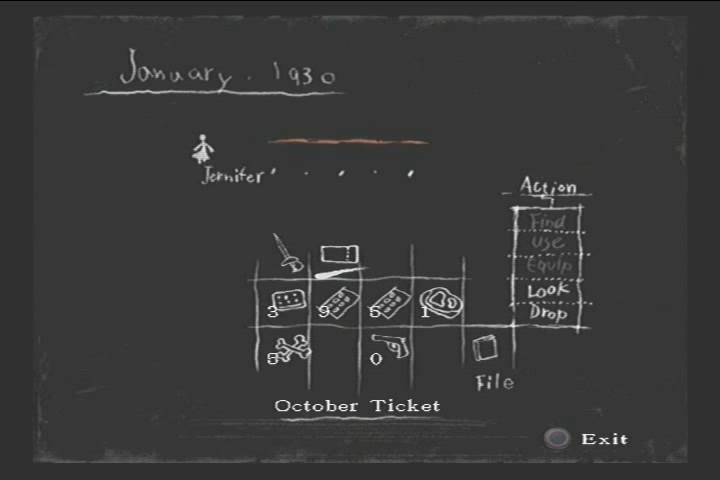 January. 1930
Jennifer
Action
Find
Use
Equip
Look
Drop
3 9 5 1
8 0
File
October Ticket
Exit